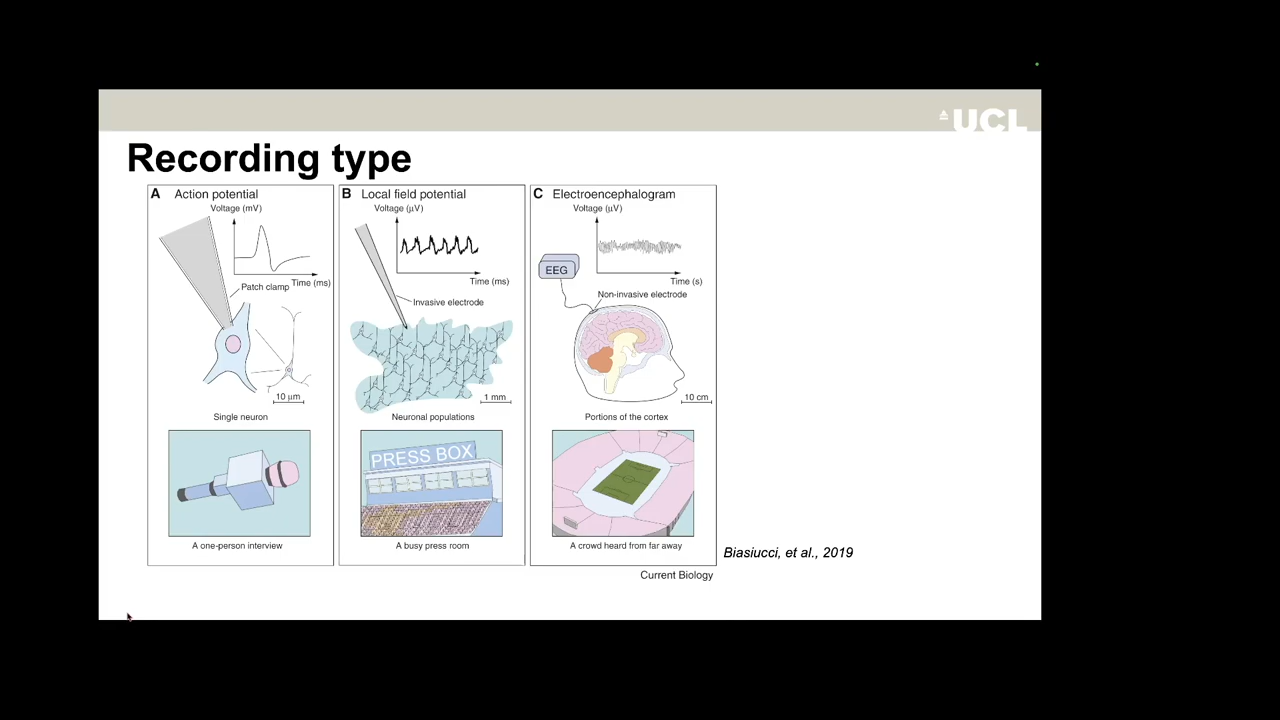 UCL
Recording type
A Action potential
Voltage (mV)
Time (ms)
Patch clamp
10 μm
Single neuron
A one-person interview
B Local field potential
Voltage (μV)
Time (ms)
Invasive electrode
1 mm
Neuronal populations
PRESS BOX
A busy press room
C Electroencephalogram
Voltage (μV)
EEG
Time (s)
Non-invasive electrode
10 cm
Portions of the cortex
A crowd heard from far away
Biasiucci, et al., 2019
Current Biology